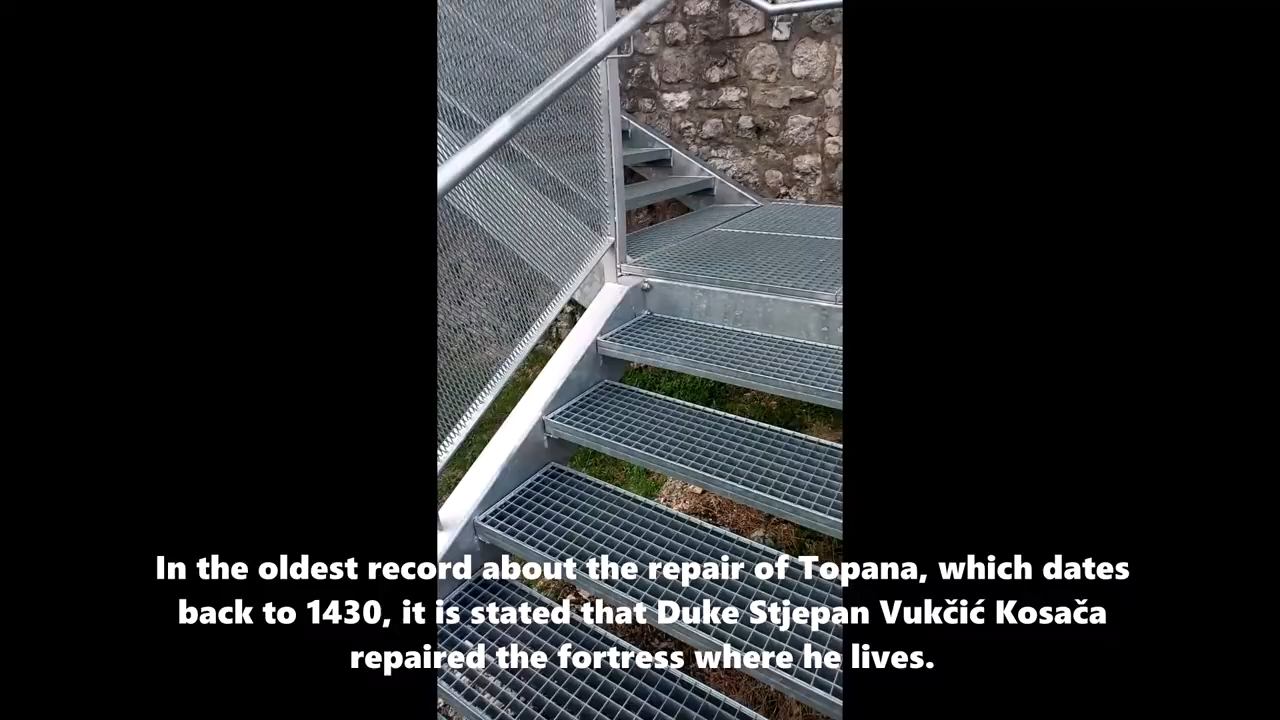 In the oldest record about the repair of Topana, which dates
back to 1430, it is stated that Duke Stjepan Vukčić Kosača
repaired the fortress where he lives.